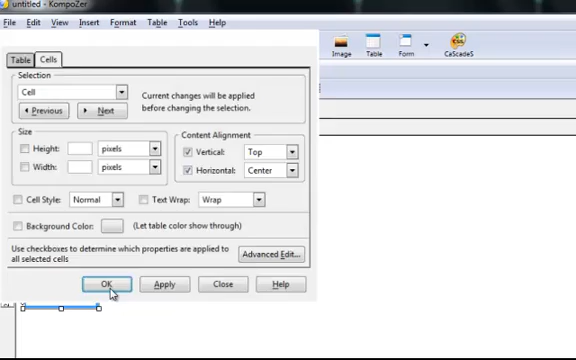 untitled - KompoZer
File Edit View Insert Format Table Tools Help
Image Table Form CaScadeS
Table Cells
Selection
Cell
Current changes will be applied
before changing the selection.
Previous Next
Size
Height: pixels
Width: pixels
Content Alignment
Vertical: Top
Horizontal: Center
Cell Style: Normal Text Wrap: Wrap
Background Color: (Let table color show through)
Use checkboxes to determine which properties are applied to
all selected cells
Advanced Edit...
OK Apply Close Help